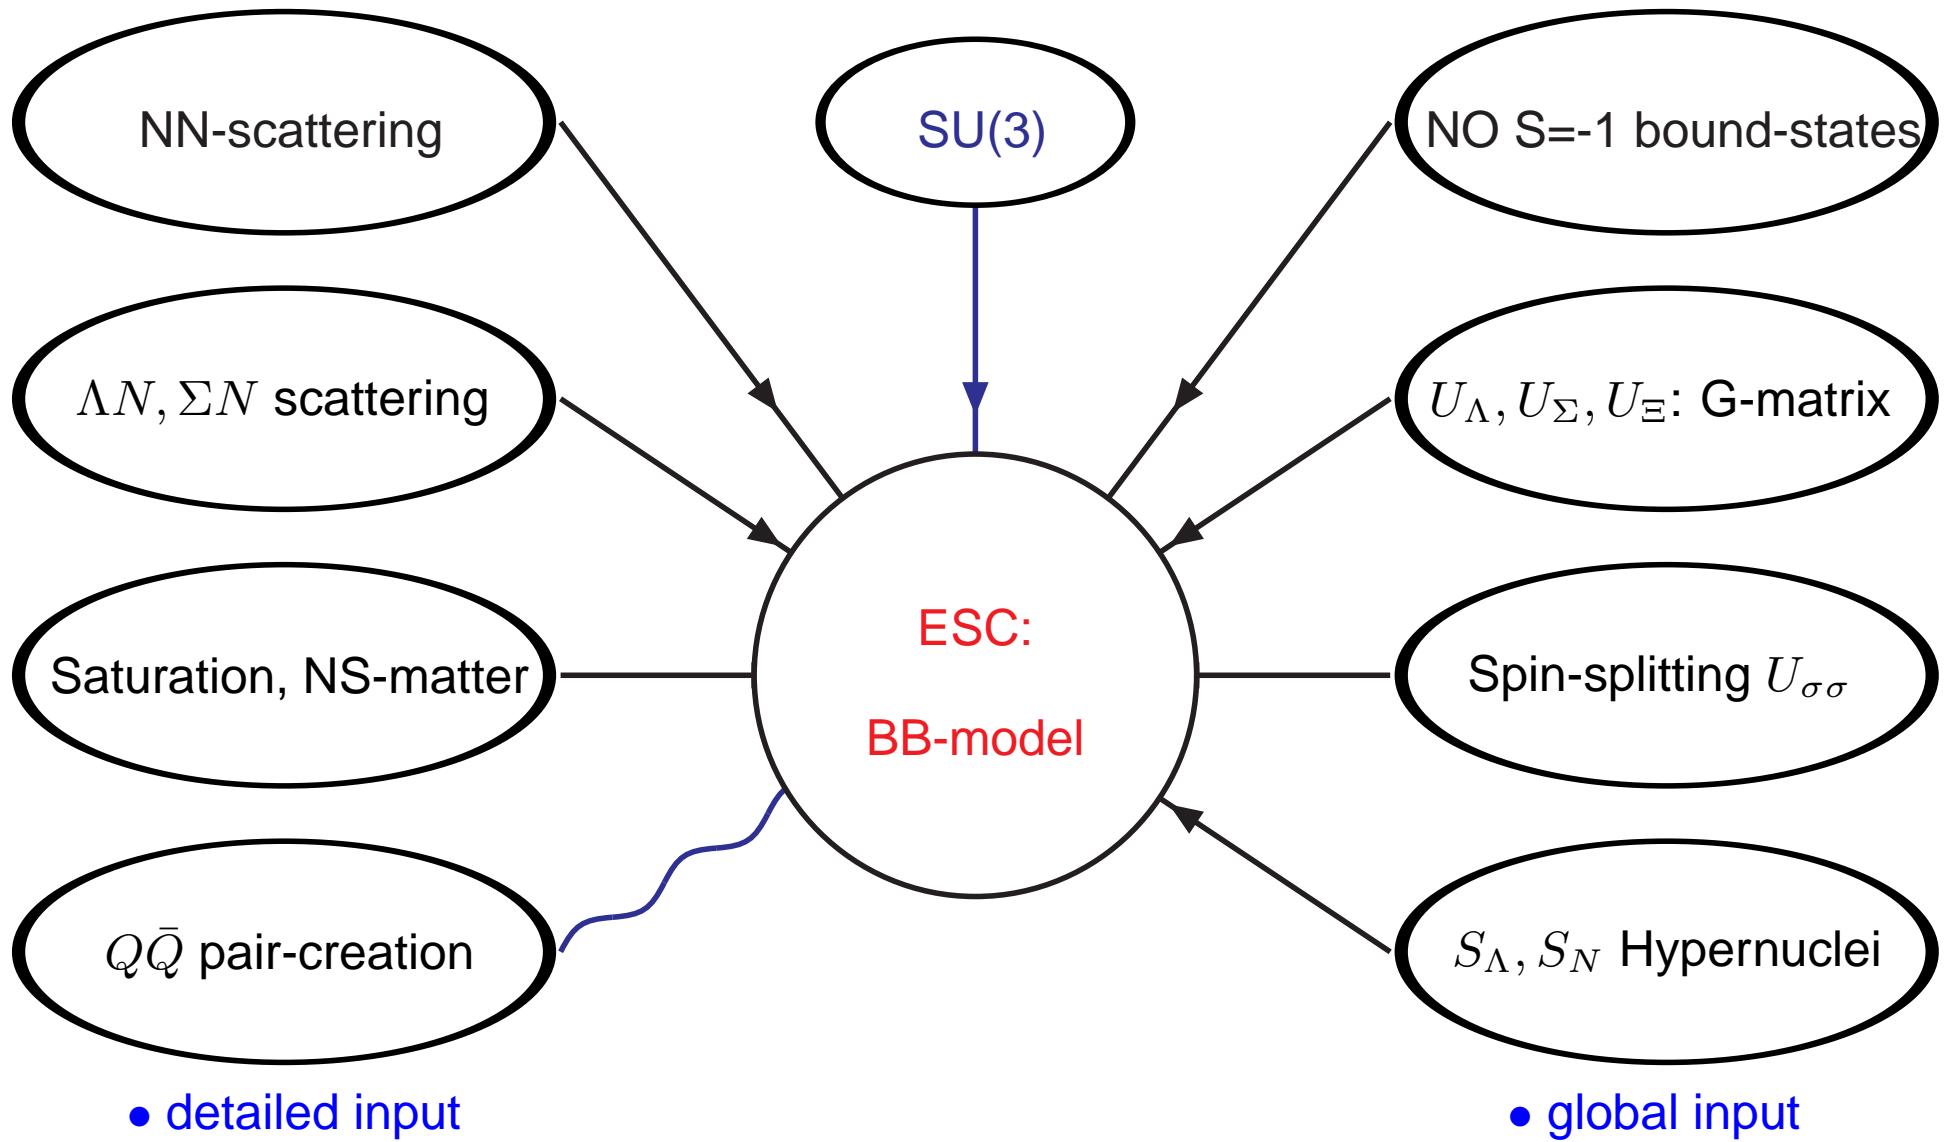 NN-scattering
SU(3)
NO S=-1 bound-states
ΛN, ΣN scattering
U_Λ, U_Σ, U_Ξ: G-matrix
ESC:
BB-model
Saturation, NS-matter
Spin-splitting U_σσ
QQ̄ pair-creation
S_Λ, S_N Hypernuclei
• detailed input
• global input